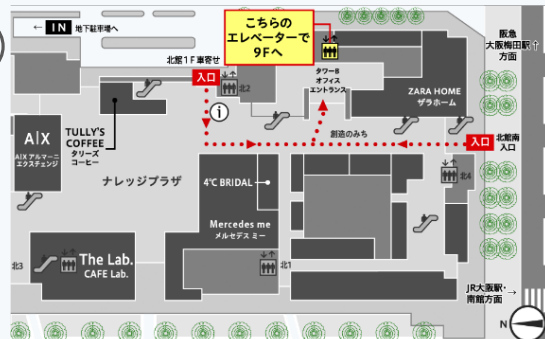 ← IN 地下駐車場へ
こちらの
エレベーターで
9Fへ
阪急
大阪梅田駅↑
方面
北館1F車寄せ
入口
北2
タワーB
オフィス
エントランス
ZARA HOME
ザラホーム
i
TULLY'S
COFFEE
タリーズ
コーヒー
創造のみち
入口
北館南
入口
A|X
A|X アルマーニ
エクスチェンジ
ナレッジプラザ
4℃ BRIDAL
北4
Mercedes me
メルセデス ミー
The Lab.
CAFE Lab.
北3
北1
JR大阪駅・
南館方面 →
N